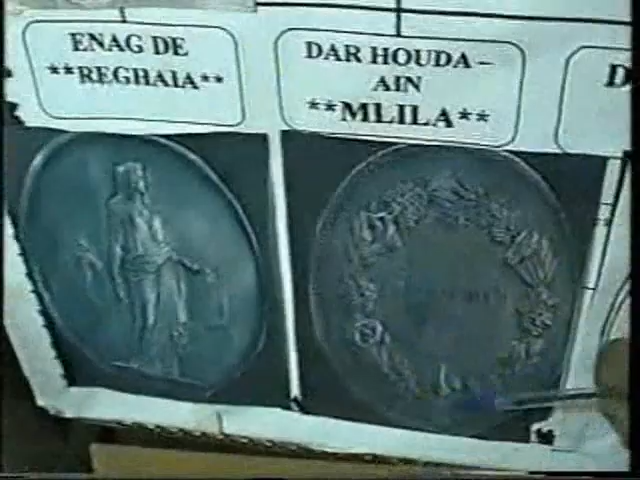 ENAG DE
**REGHAIA**
DAR HOUDA –
AIN
**MLILA**
D